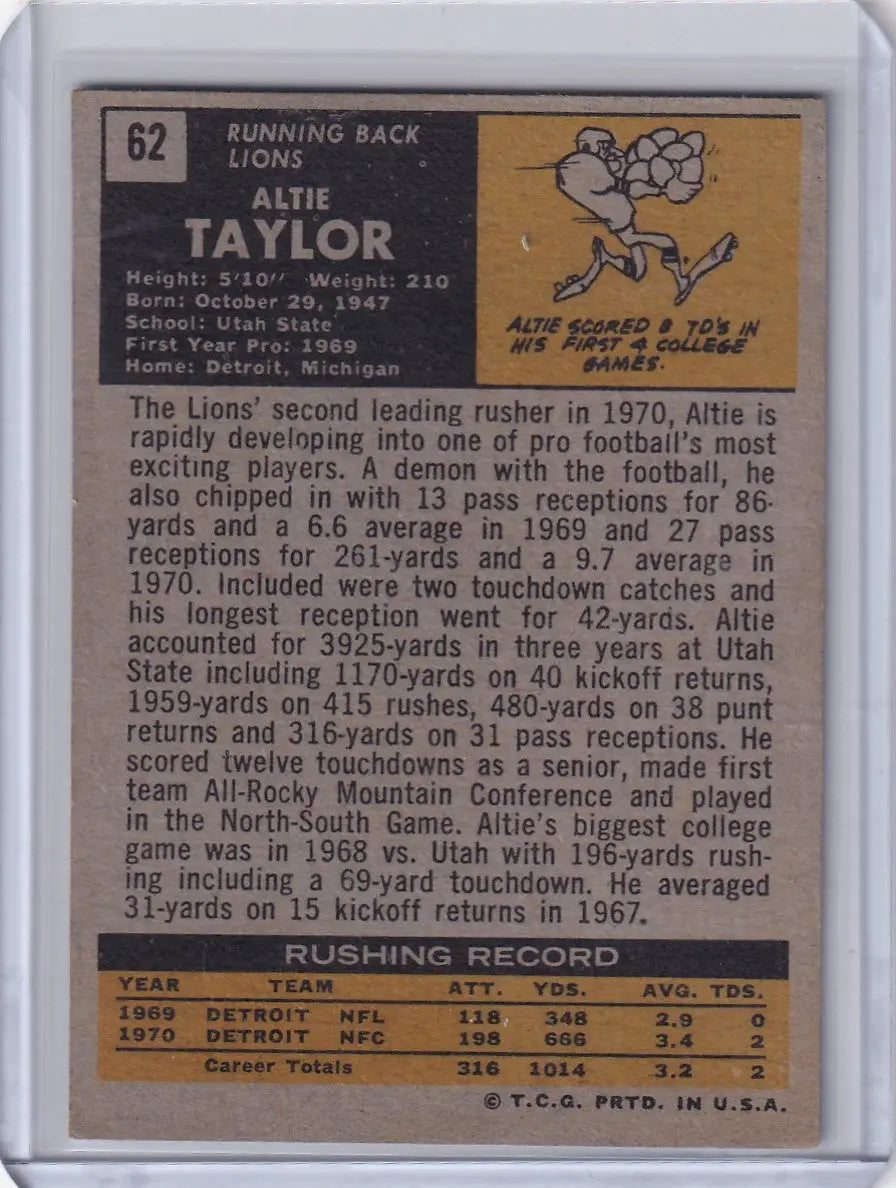 62
RUNNING BACK
LIONS
ALTIE
TAYLOR
Height: 5'10" Weight: 210
Born: October 29, 1947
School: Utah State
First Year Pro: 1969
Home: Detroit, Michigan
ALTIE SCORED 8 TD'S IN
HIS FIRST 4 COLLEGE
GAMES.
The Lions' second leading rusher in 1970, Altie is
rapidly developing into one of pro football's most
exciting players. A demon with the football, he
also chipped in with 13 pass receptions for 86-
yards and a 6.6 average in 1969 and 27 pass
receptions for 261-yards and a 9.7 average in
1970. Included were two touchdown catches and
his longest reception went for 42-yards. Altie
accounted for 3925-yards in three years at Utah
State including 1170-yards on 40 kickoff returns,
1959-yards on 415 rushes, 480-yards on 38 punt
returns and 316-yards on 31 pass receptions. He
scored twelve touchdowns as a senior, made first
team All-Rocky Mountain Conference and played
in the North-South Game. Altie's biggest college
game was in 1968 vs. Utah with 196-yards rush-
ing including a 69-yard touchdown. He averaged
31-yards on 15 kickoff returns in 1967.
RUSHING RECORD
YEAR TEAM ATT. YDS. AVG. TDS.
1969 DETROIT NFL 118 348 2.9 0
1970 DETROIT NFC 198 666 3.4 2
Career Totals 316 1014 3.2 2
© T.C.G. PRTD. IN U.S.A.